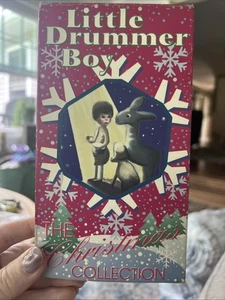 Little
Drummer
Boy
THE
Christmas
COLLECTION